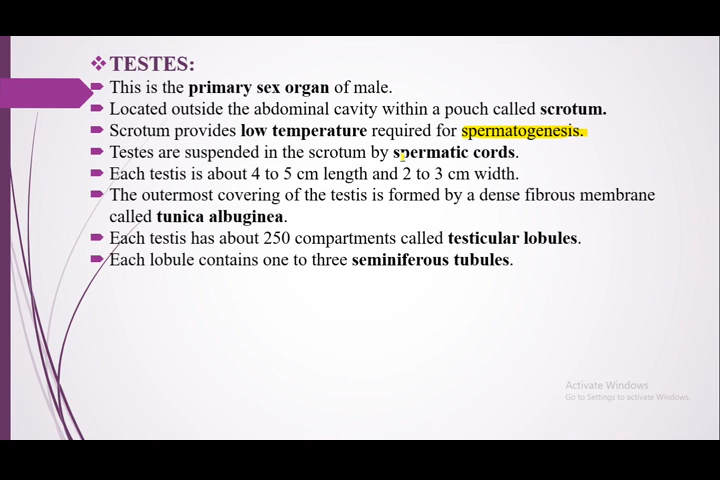 TESTES:
This is the primary sex organ of male.
Located outside the abdominal cavity within a pouch called scrotum.
Scrotum provides low temperature required for spermatogenesis.
Testes are suspended in the scrotum by spermatic cords.
Each testis is about 4 to 5 cm length and 2 to 3 cm width.
The outermost covering of the testis is formed by a dense fibrous membrane
called tunica albuginea.
Each testis has about 250 compartments called testicular lobules.
Each lobule contains one to three seminiferous tubules.
Activate Windows
Go to Settings to activate Windows.